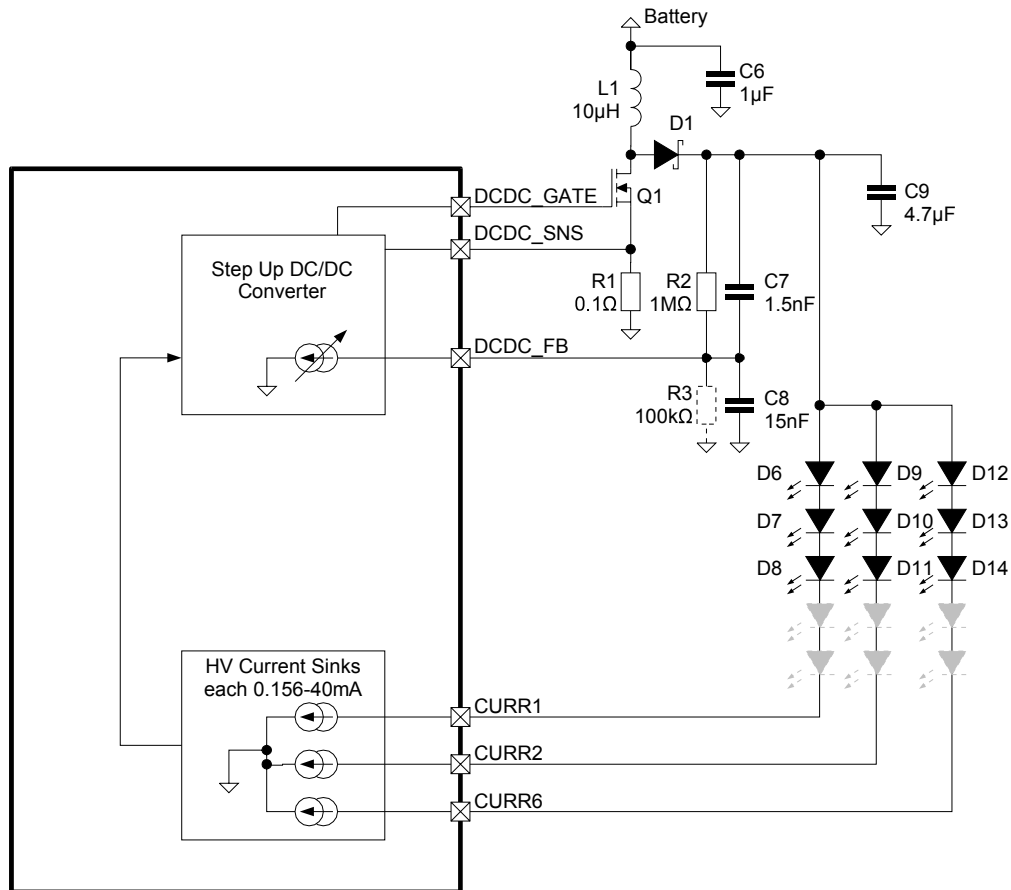 Battery
C6
1µF
L1
10µH
D1
DCDC_GATE
Q1
C9
4.7µF
DCDC_SNS
Step Up DC/DC
Converter
R1
0.1Ω
R2
1MΩ
C7
1.5nF
DCDC_FB
R3
100kΩ
C8
15nF
D6
D9
D12
D7
D10
D13
D8
D11
D14
HV Current Sinks
each 0.156-40mA
CURR1
CURR2
CURR6